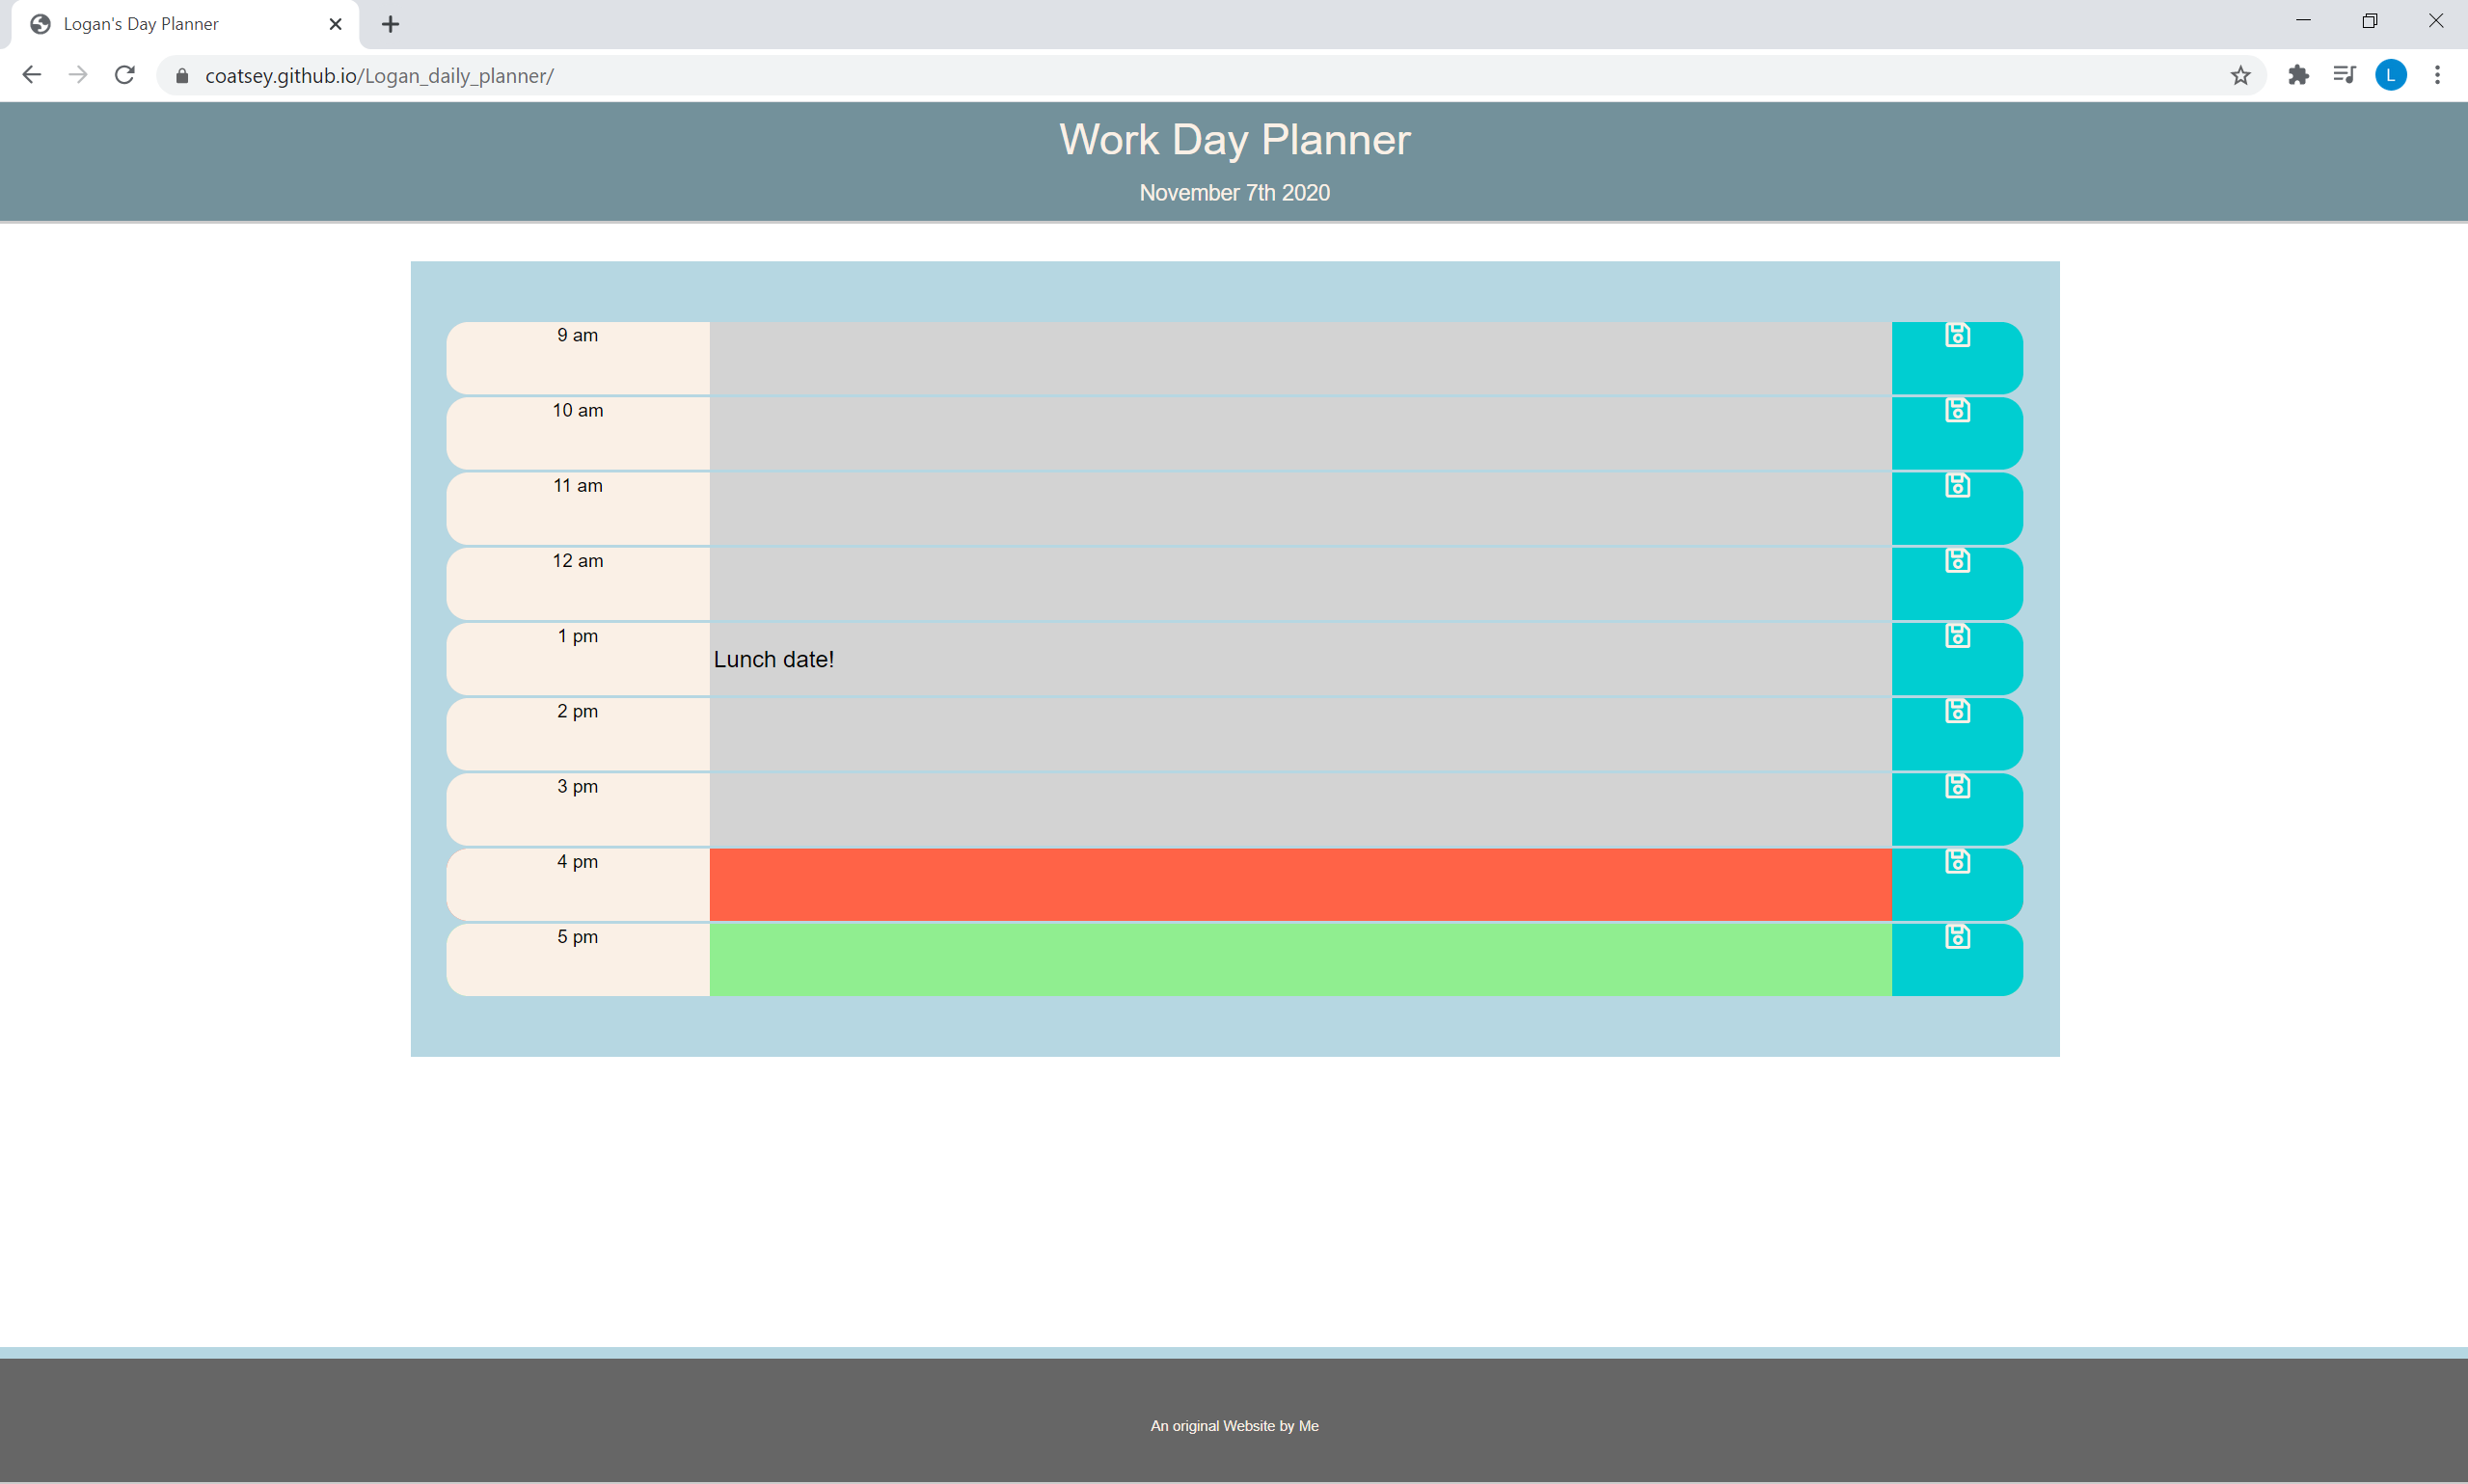 Logan's Day Planner
coatsey.github.io/Logan_daily_planner/
L
Work Day Planner
November 7th 2020
9 am
10 am
11 am
12 am
1 pm
Lunch date!
2 pm
3 pm
4 pm
5 pm
An original Website by Me